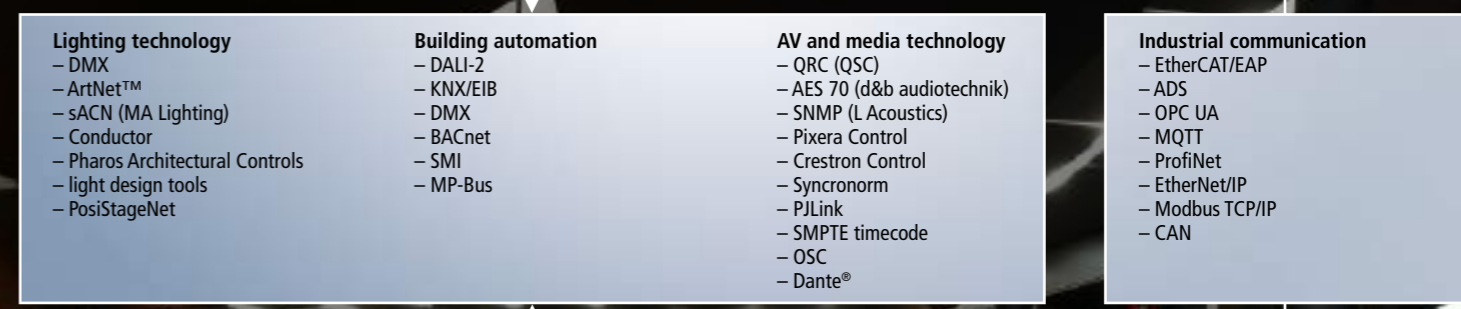 Lighting technology
– DMX
– ArtNet™
– sACN (MA Lighting)
– Conductor
– Pharos Architectural Controls
– light design tools
– PosiStageNet
Building automation
– DALI-2
– KNX/EIB
– DMX
– BACnet
– SMI
– MP-Bus
AV and media technology
– QRC (QSC)
– AES 70 (d&b audiotechnik)
– SNMP (L Acoustics)
– Pixera Control
– Crestron Control
– Syncronorm
– PJLink
– SMPTE timecode
– OSC
– Dante®
Industrial communication
– EtherCAT/EAP
– ADS
– OPC UA
– MQTT
– ProfiNet
– EtherNet/IP
– Modbus TCP/IP
– CAN